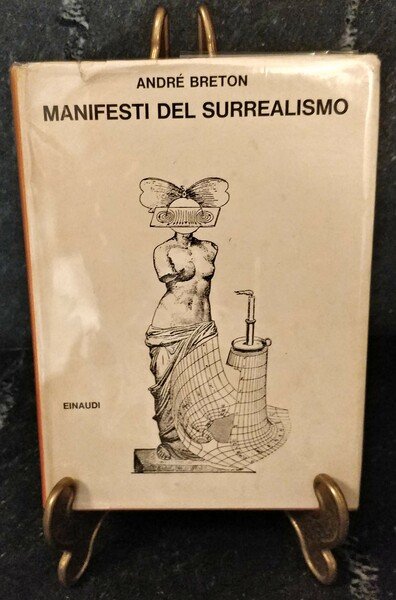 ANDRÉ BRETON
MANIFESTI DEL SURREALISMO
EINAUDI